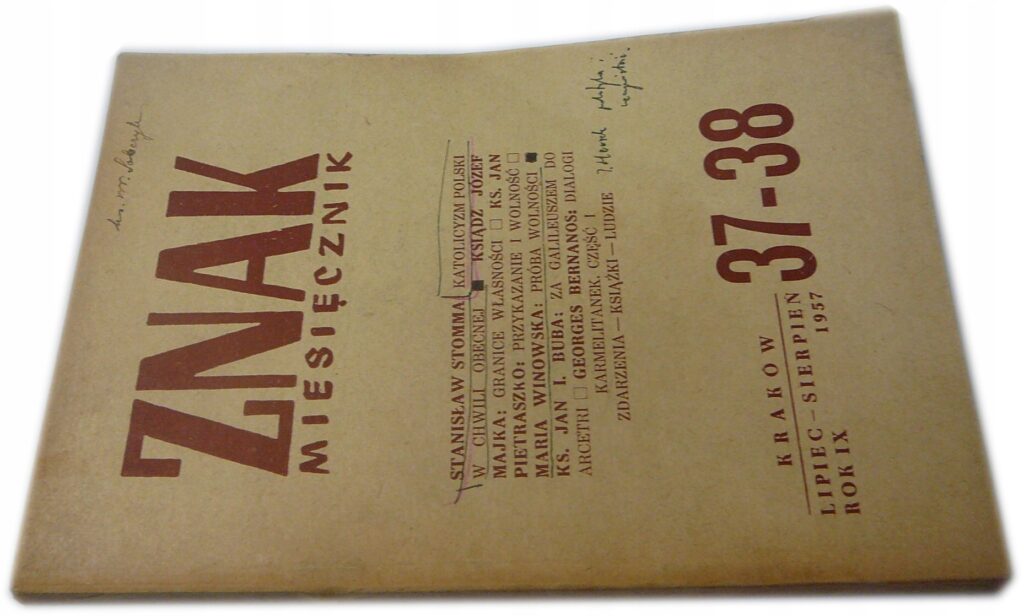 ZNAK
MIESIĘCZNIK
STANISŁAW STOMMA: KATOLICYZM POLSKI
W CHWILI OBECNEJ ■ KSIĄDZ JÓZEF
MAJKA: GRANICE WŁASNOŚCI □ KS. JAN
PIETRASZKO: PRZYKAZANIE I WOLNOŚĆ □
MARIA WINOWSKA: PRÓBA WOLNOŚCI ■
KS. JAN I. BUBA: ZA GALILEUSZEM DO
ARCETRI □ GEORGES BERNANOS: DIALOGI
KARMELITANEK, CZĘŚĆ I
ZDARZENIA — KSIĄŻKI — LUDZIE
KRAKOW
LIPIEC – SIERPIEŃ
1957
ROK IX
37-38